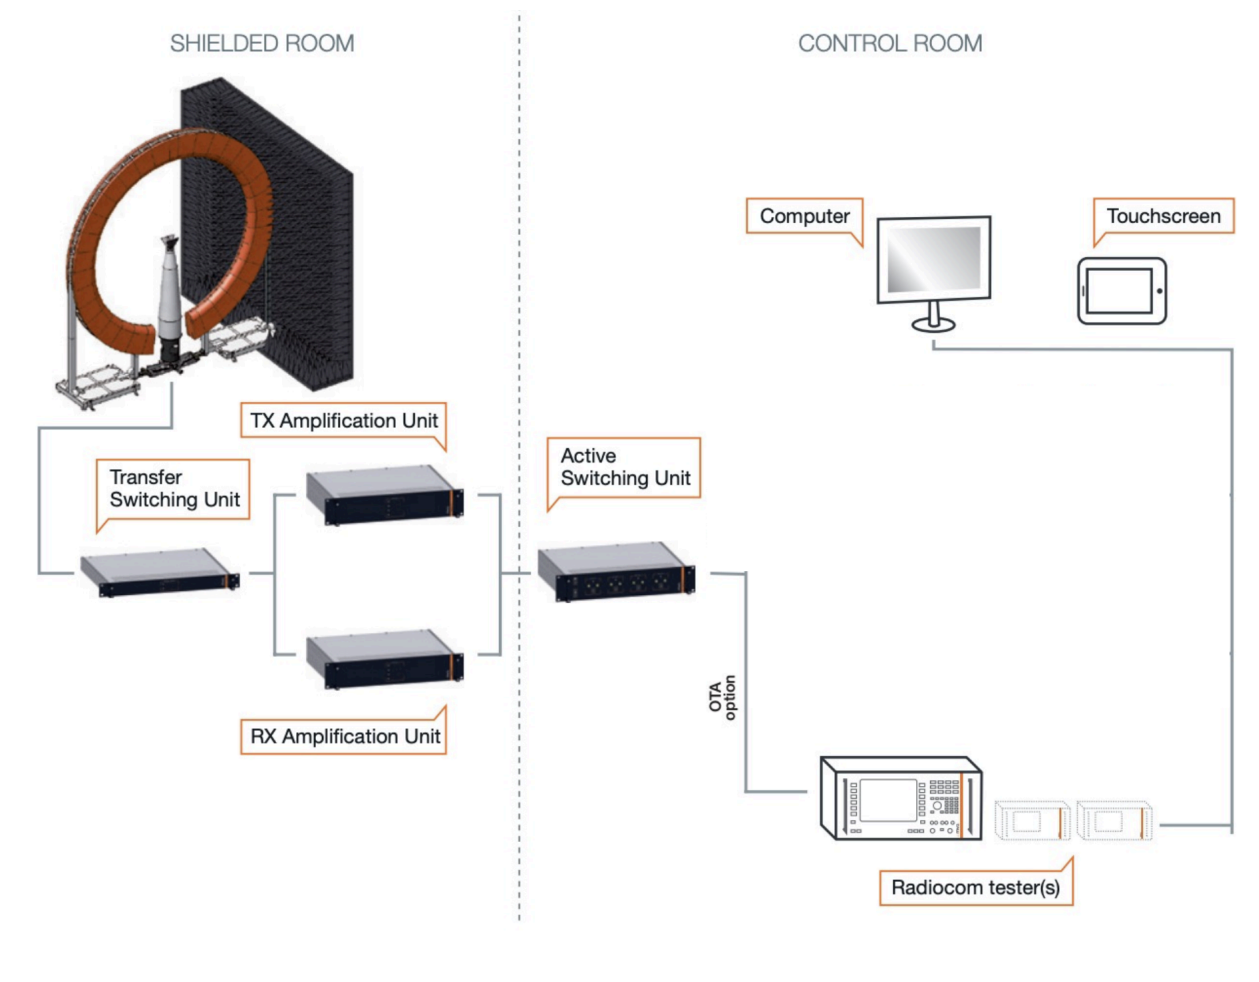 SHIELDED ROOM
CONTROL ROOM
Computer
Touchscreen
TX Amplification Unit
Transfer
Switching Unit
Active
Switching Unit
RX Amplification Unit
OTA
option
Radiocom tester(s)